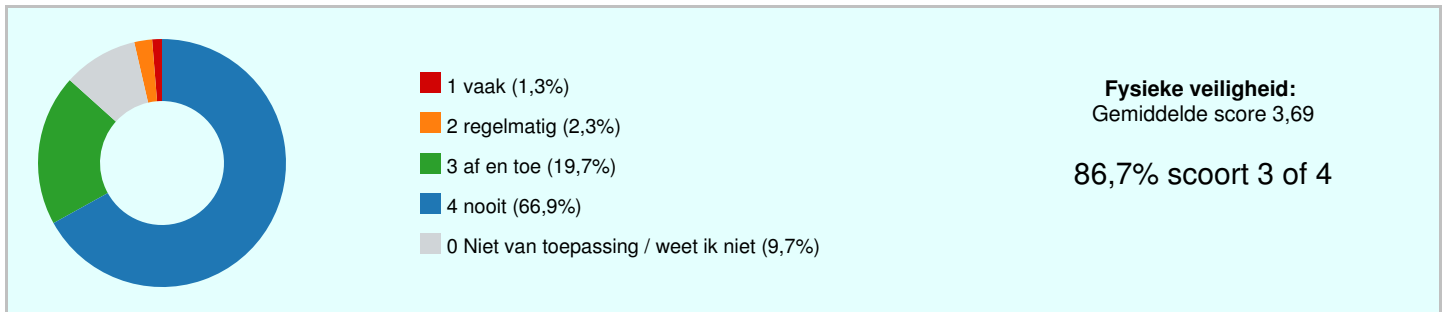 1 vaak (1,3%)
2 regelmatig (2,3%)
3 af en toe (19,7%)
4 nooit (66,9%)
0 Niet van toepassing / weet ik niet (9,7%)
Fysieke veiligheid:
Gemiddelde score 3,69
86,7% scoort 3 of 4